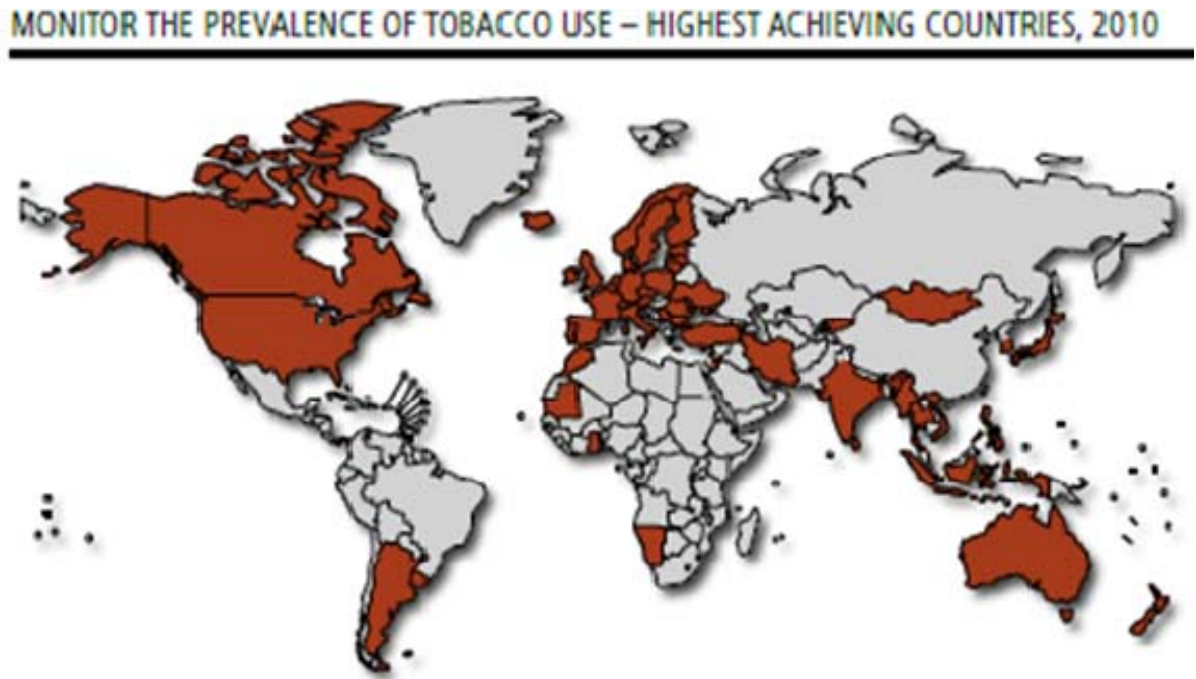 MONITOR THE PREVALENCE OF TOBACCO USE – HIGHEST ACHIEVING COUNTRIES, 2010